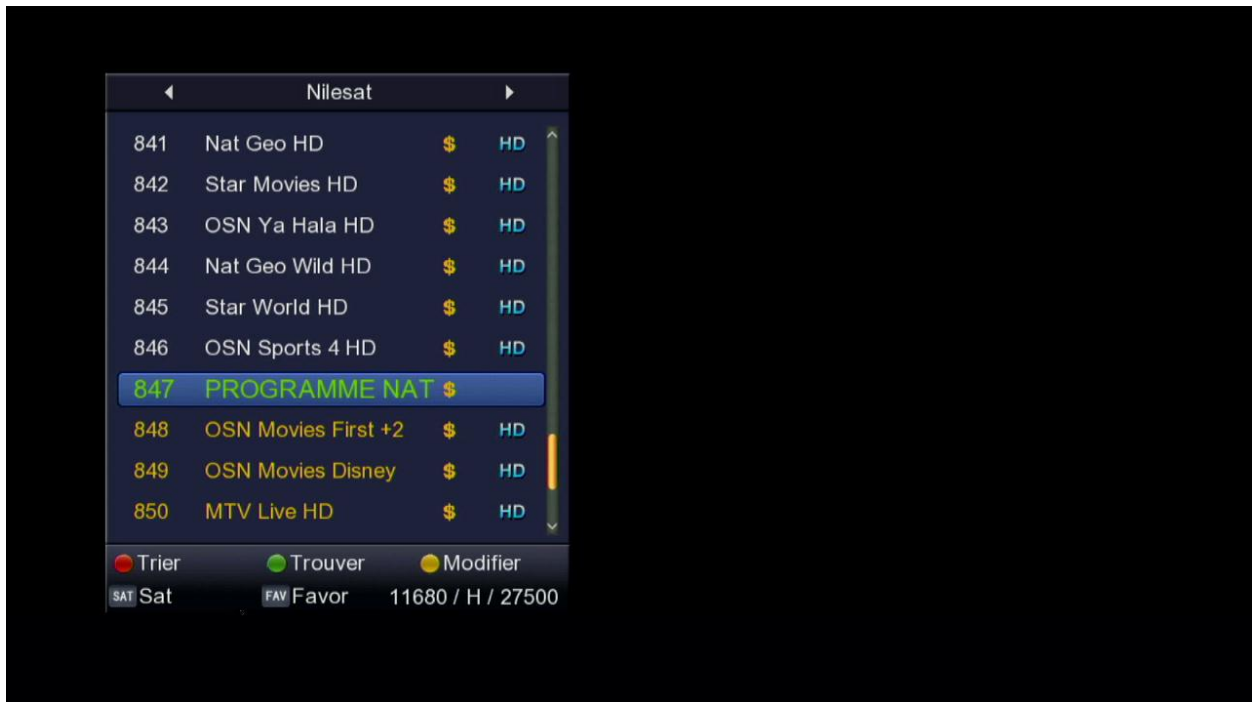 Nilesat
841 Nat Geo HD $ HD
842 Star Movies HD $ HD
843 OSN Ya Hala HD $ HD
844 Nat Geo Wild HD $ HD
845 Star World HD $ HD
846 OSN Sports 4 HD $ HD
847 PROGRAMME NAT $
848 OSN Movies First +2 $ HD
849 OSN Movies Disney $ HD
850 MTV Live HD $ HD
Trier Trouver Modifier
SAT Sat FAV Favor 11680 / H / 27500